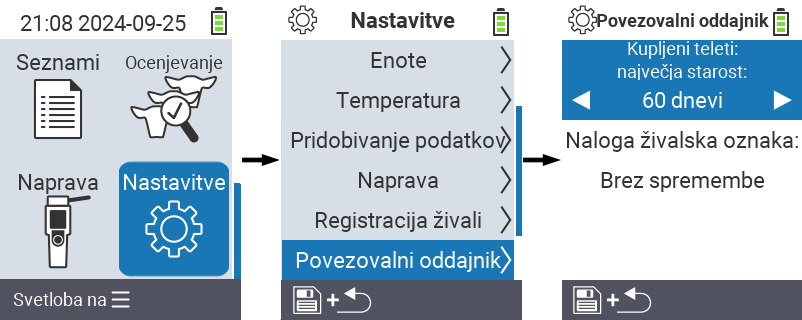 21:08 2024-09-25
Seznami
Ocenjevanje
Naprava
Nastavitve
Svetloba na
Nastavitve
Enote
Temperatura
Pridobivanje podatkov
Naprava
Registracija živali
Povezovalni oddajnik
+
Povezovalni oddajnik
Kupljeni teleti:
največja starost:
60 dnevi
Naloga živalska oznaka:
Brez spremembe
+